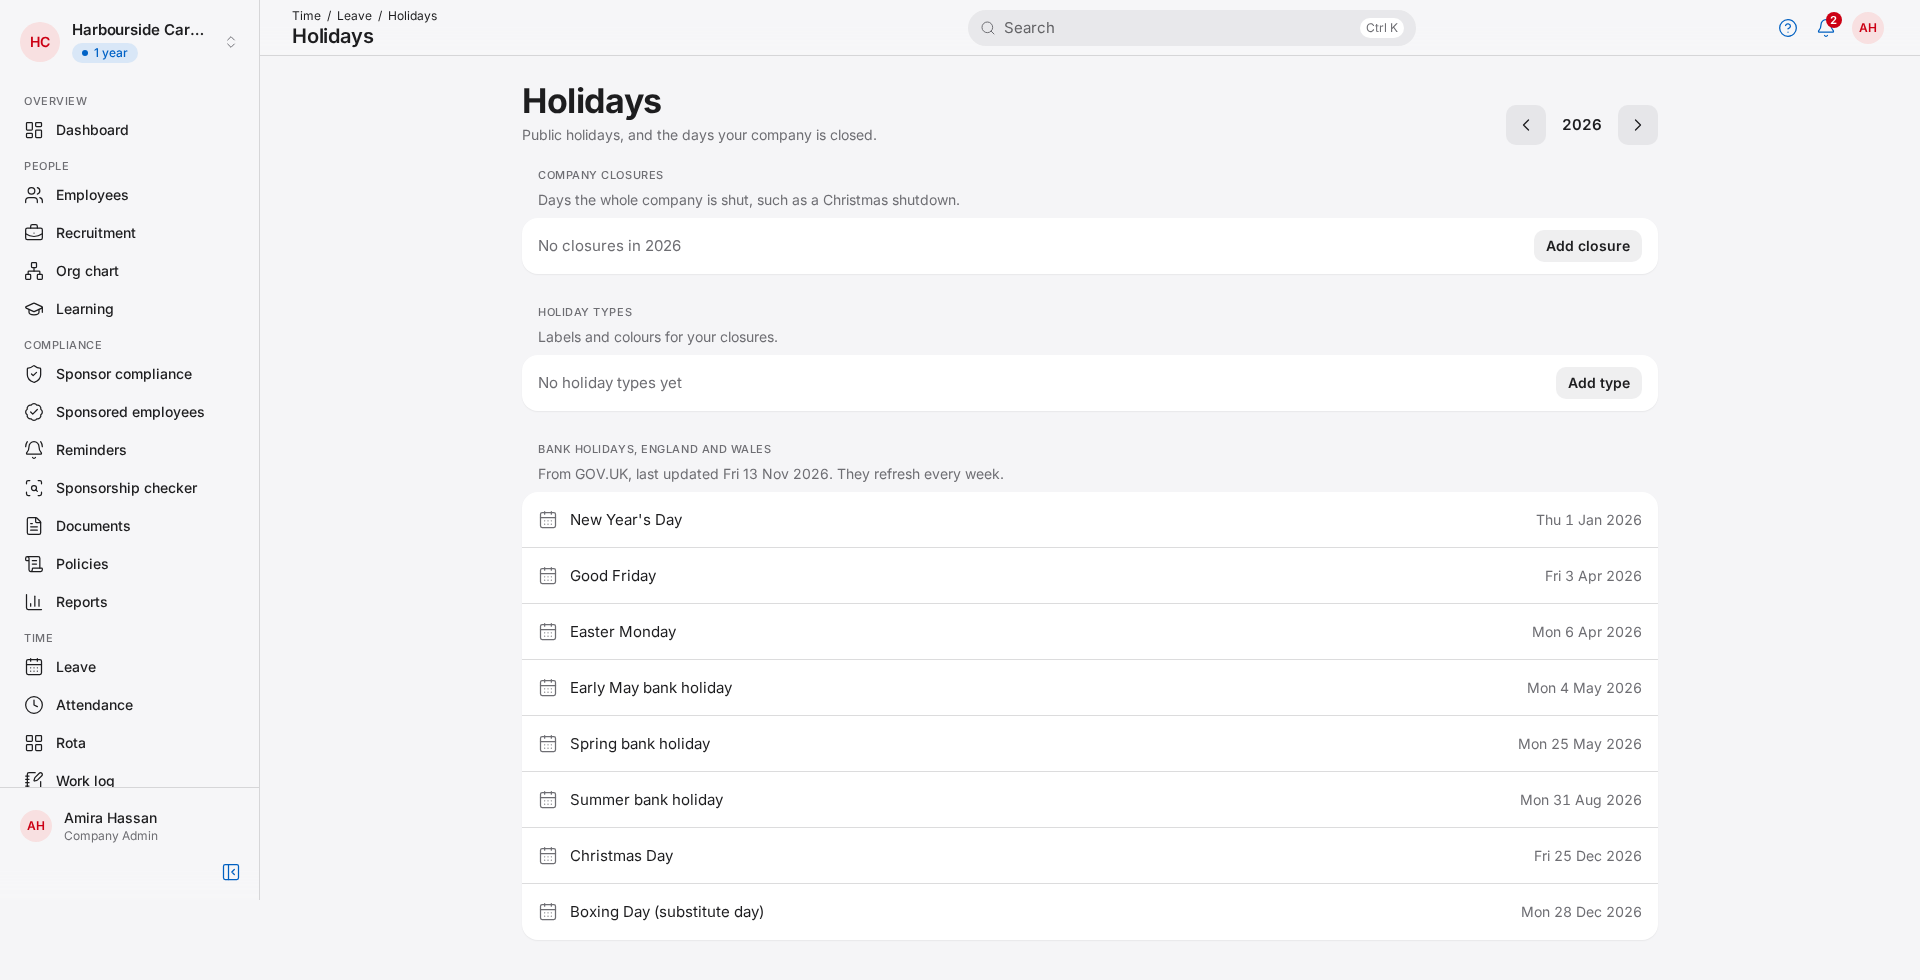 HC
Harbourside Car...
1 year
OVERVIEW
Dashboard
PEOPLE
Employees
Recruitment
Org chart
Learning
COMPLIANCE
Sponsor compliance
Sponsored employees
Reminders
Sponsorship checker
Documents
Policies
Reports
TIME
Leave
Attendance
Rota
Work log
AH
Amira Hassan
Company Admin
Time / Leave / Holidays
Holidays
Search
Ctrl K
2
AH
Holidays
Public holidays, and the days your company is closed.
2026
COMPANY CLOSURES
Days the whole company is shut, such as a Christmas shutdown.
No closures in 2026
Add closure
HOLIDAY TYPES
Labels and colours for your closures.
No holiday types yet
Add type
BANK HOLIDAYS, ENGLAND AND WALES
From GOV.UK, last updated Fri 13 Nov 2026. They refresh every week.
New Year's Day
Thu 1 Jan 2026
Good Friday
Fri 3 Apr 2026
Easter Monday
Mon 6 Apr 2026
Early May bank holiday
Mon 4 May 2026
Spring bank holiday
Mon 25 May 2026
Summer bank holiday
Mon 31 Aug 2026
Christmas Day
Fri 25 Dec 2026
Boxing Day (substitute day)
Mon 28 Dec 2026